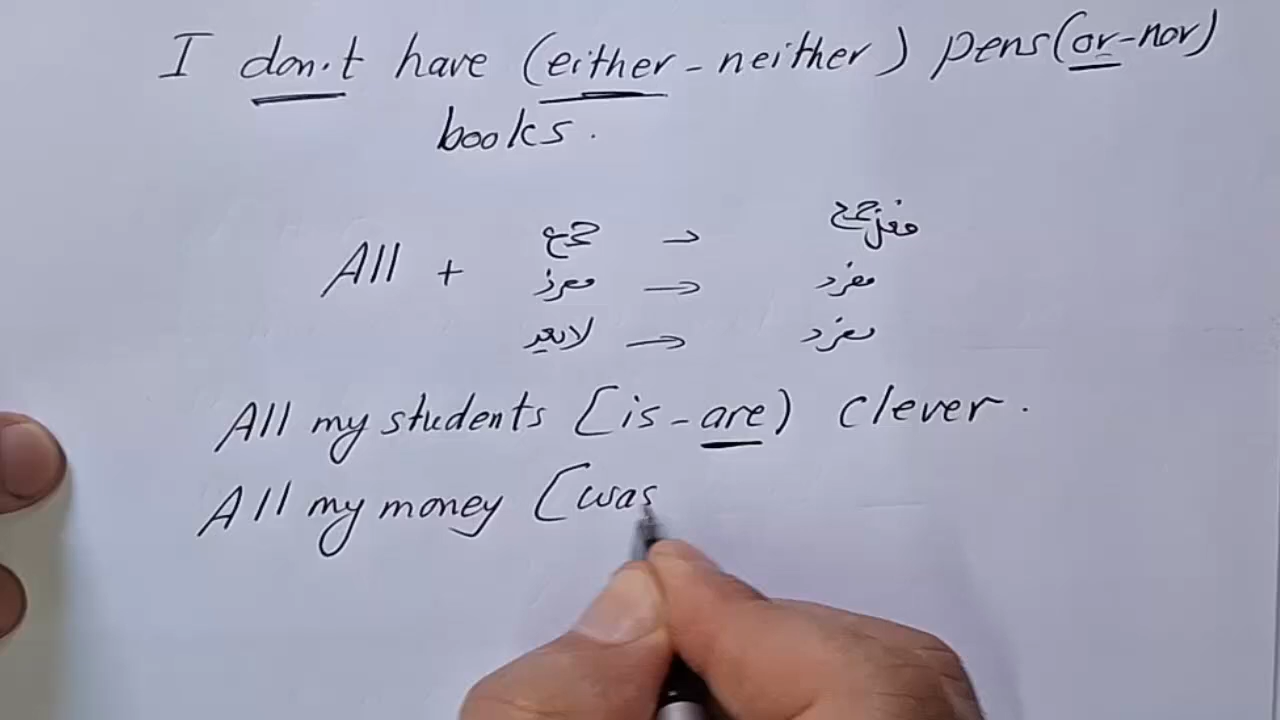 I don't have (either - neither) pens (or - nor)
books.
جمع → فعل جمع
All + مفرد → مفرد
لا يعد → مفرد
All my students (is - are) clever.
All my money (was